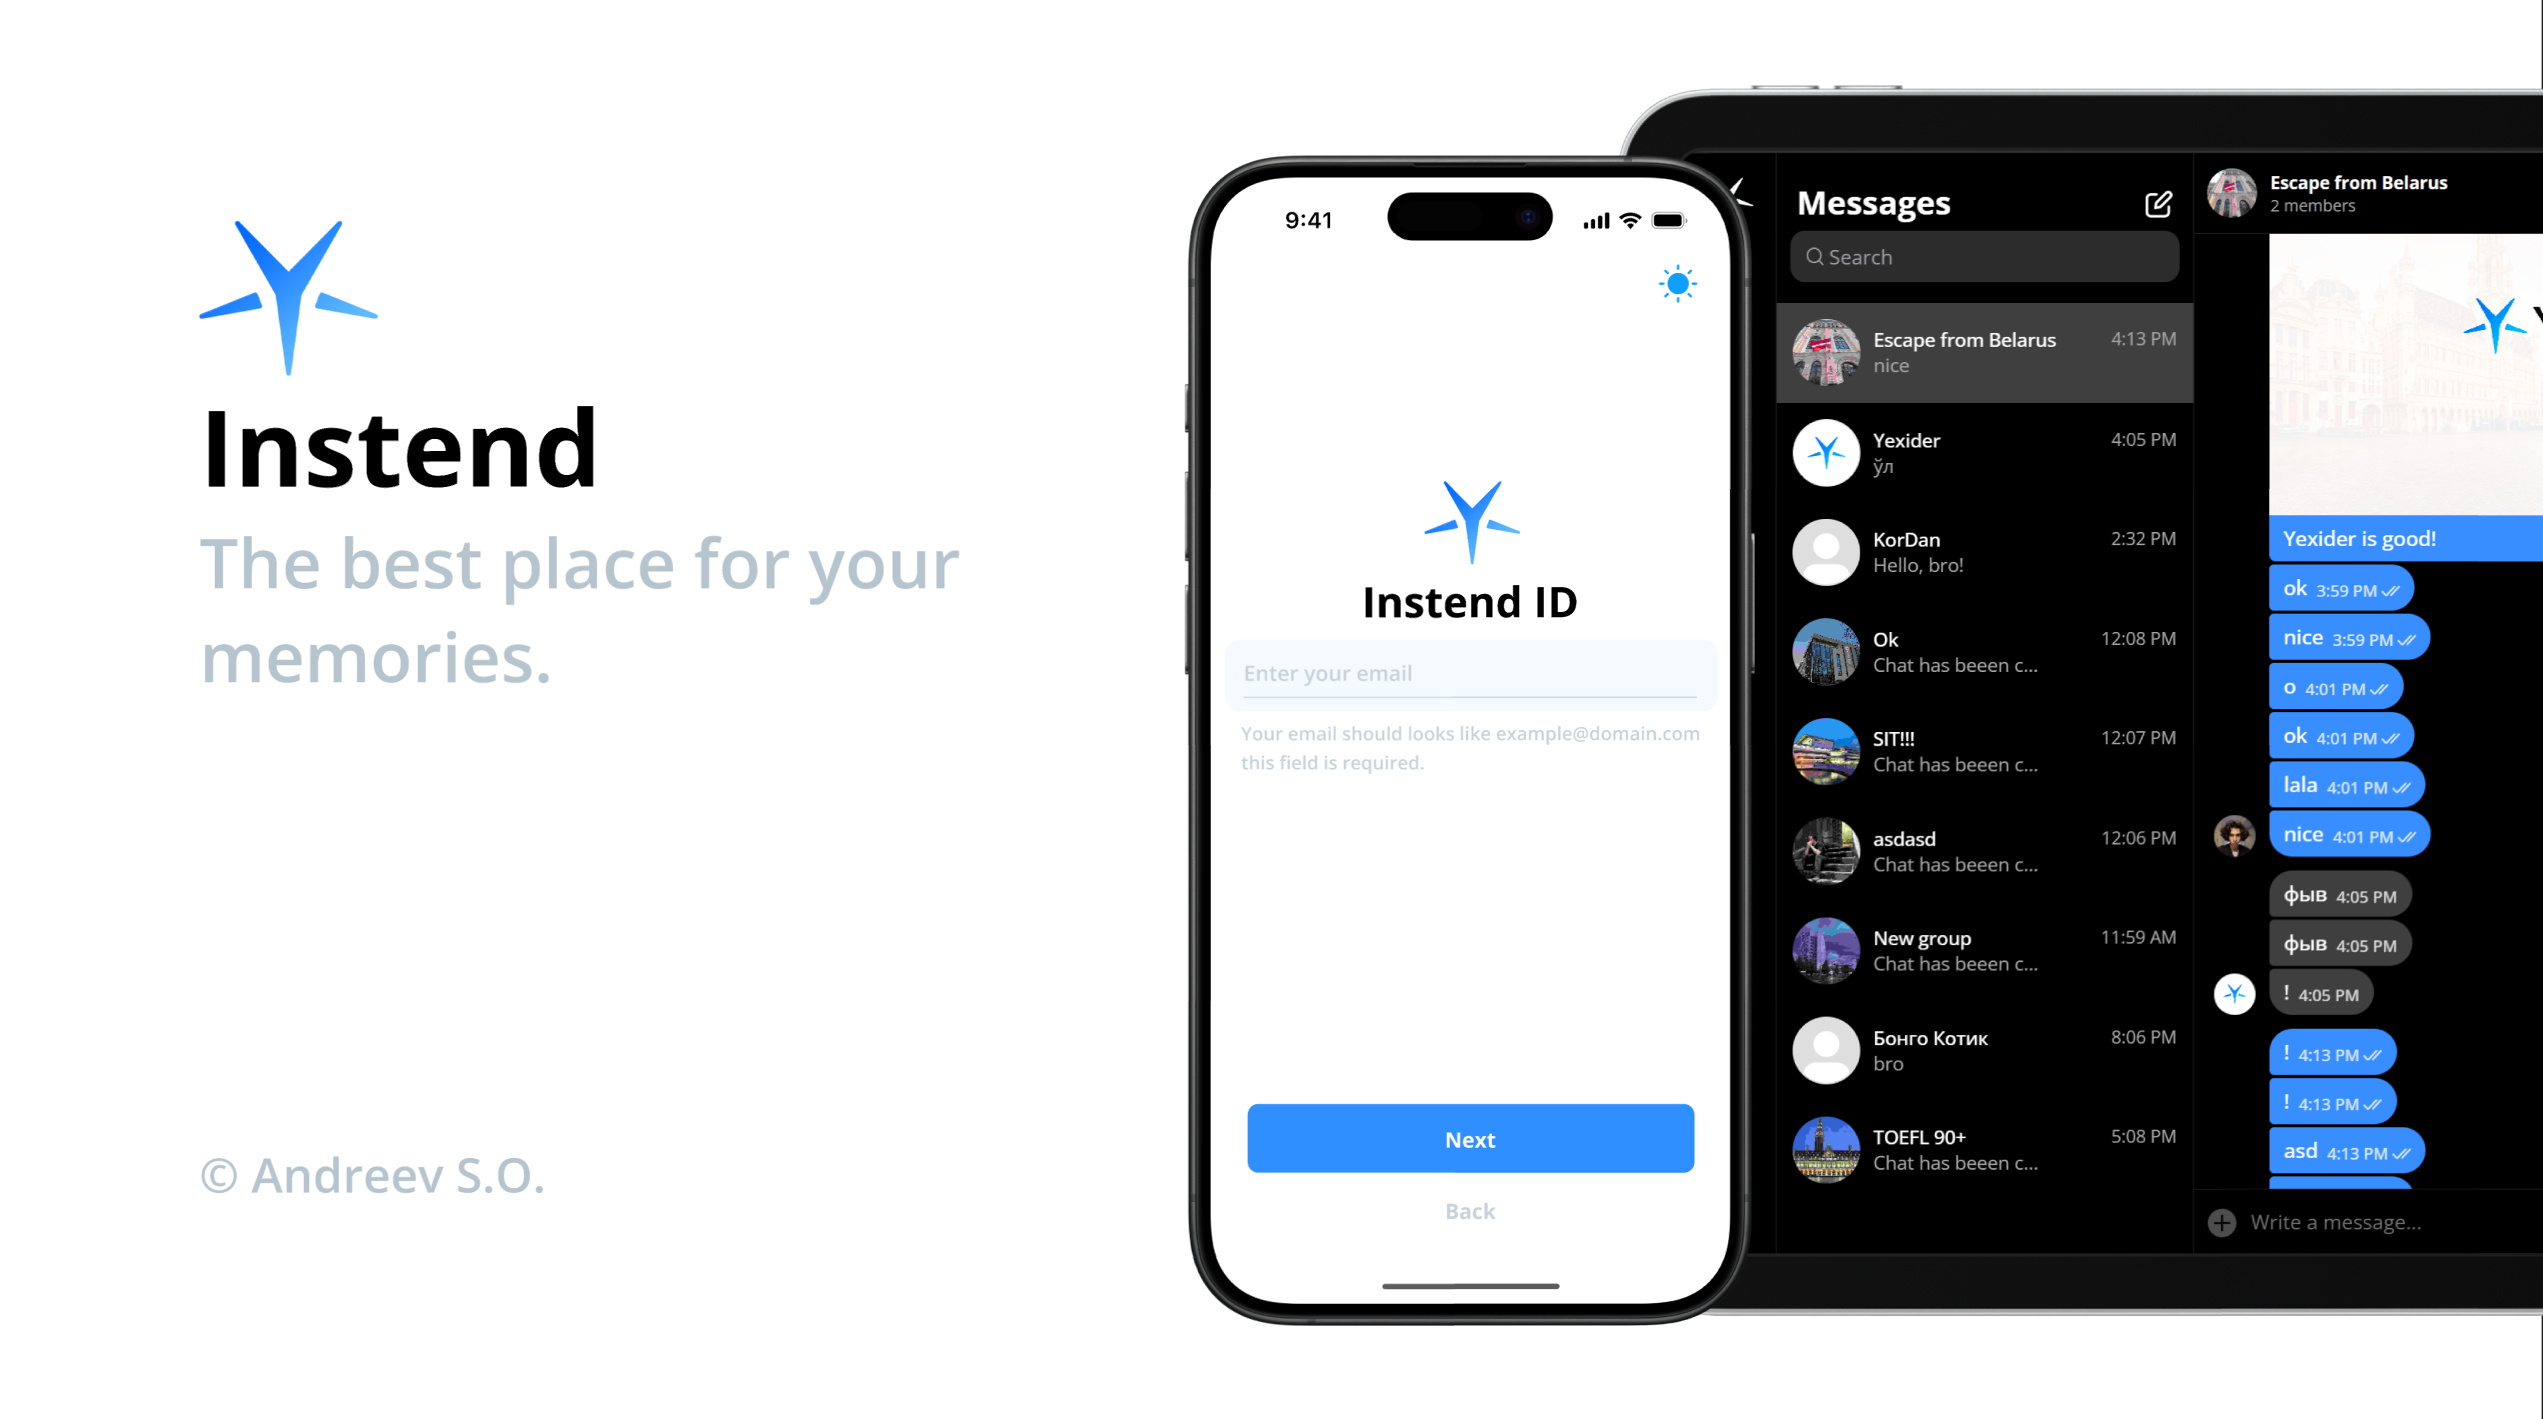 Instend
The best place for your
memories.
© Andreev S.O.
9:41
Instend ID
Enter your email
Your email should looks like example@domain.com
this field is required.
Next
Back
Messages
Search
Escape from Belarus 4:13 PM
nice
Yexider 4:05 PM
ўл
KorDan 2:32 PM
Hello, bro!
Ok 12:08 PM
Chat has beeen c...
SIT!!! 12:07 PM
Chat has beeen c...
asdasd 12:06 PM
Chat has beeen c...
New group 11:59 AM
Chat has beeen c...
Бонго Котик 8:06 PM
bro
TOEFL 90+ 5:08 PM
Chat has beeen c...
Escape from Belarus
2 members
Yexider is good!
ok 3:59 PM
nice 3:59 PM
o 4:01 PM
ok 4:01 PM
lala 4:01 PM
nice 4:01 PM
фыв 4:05 PM
фыв 4:05 PM
! 4:05 PM
! 4:13 PM
! 4:13 PM
asd 4:13 PM
Write a message...